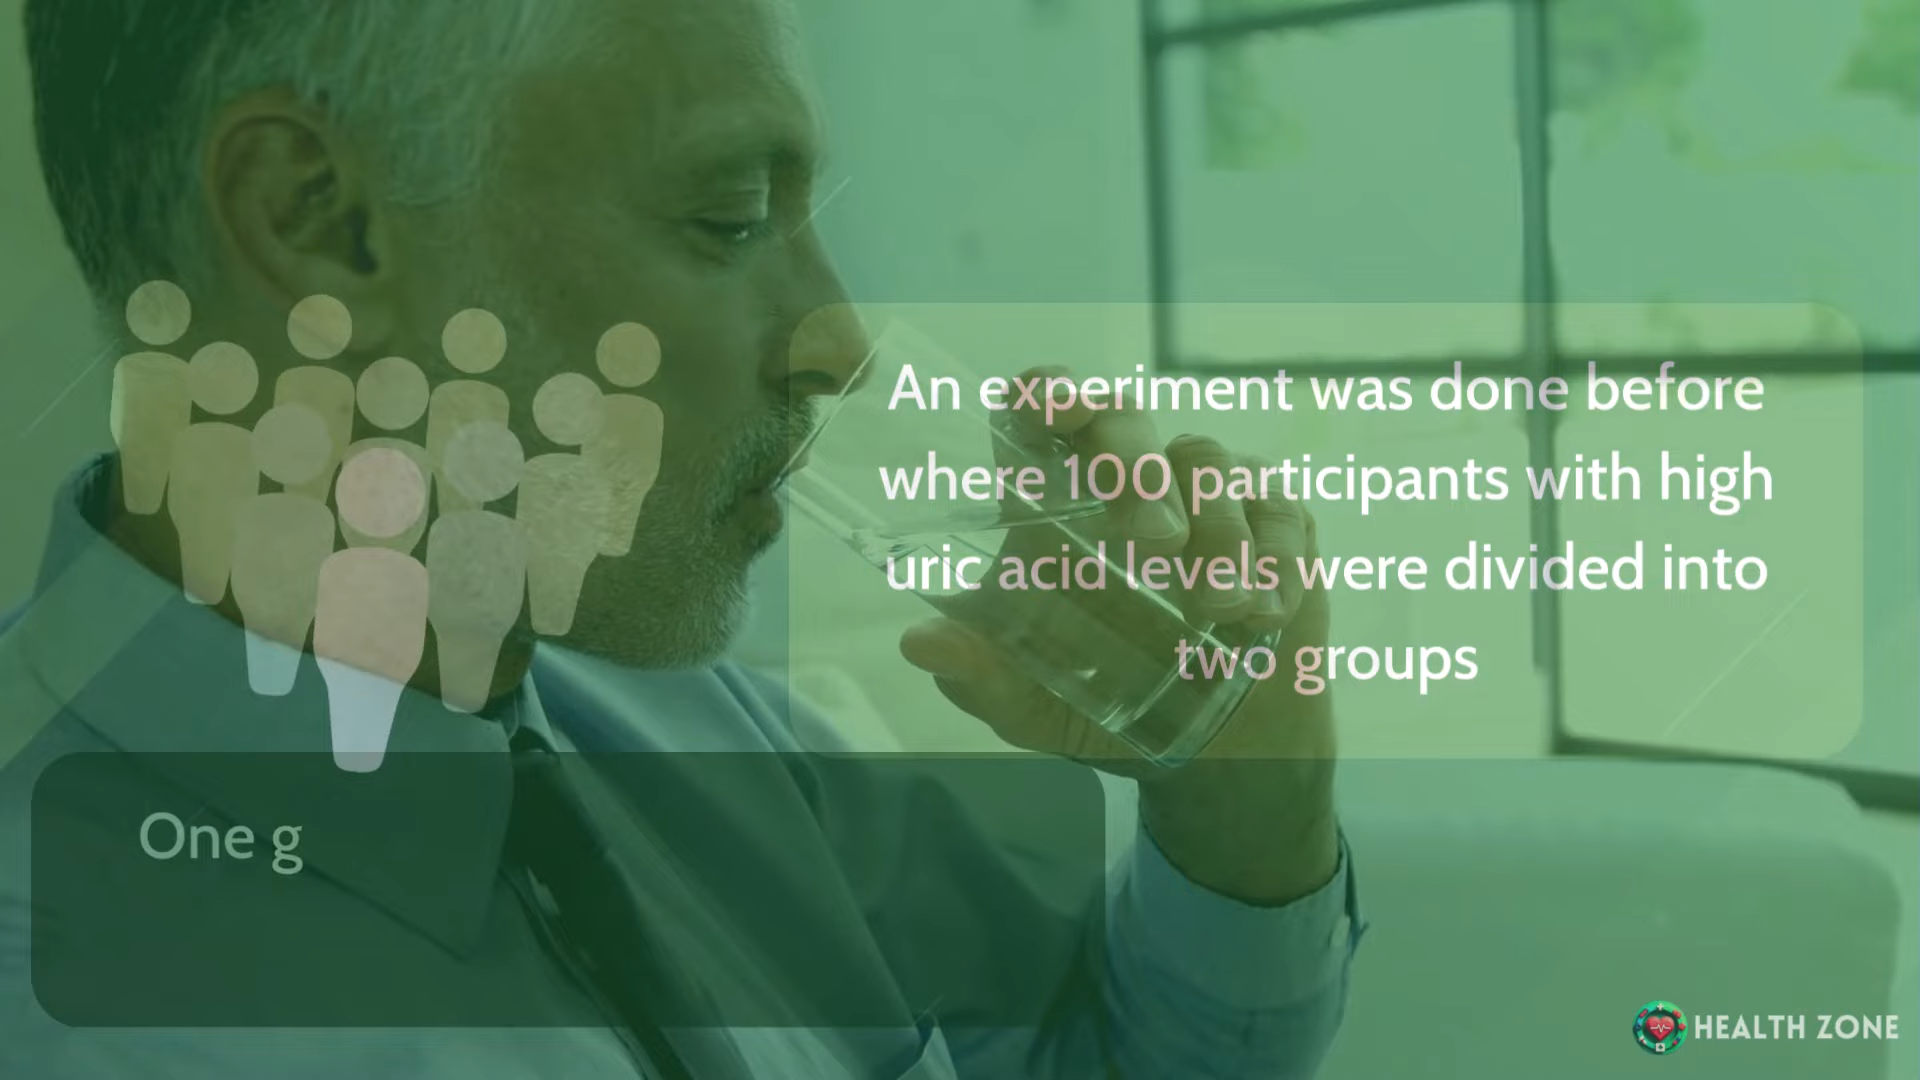 An experiment was done before
where 100 participants with high
uric acid levels were divided into
two groups
One g
HEALTH ZONE